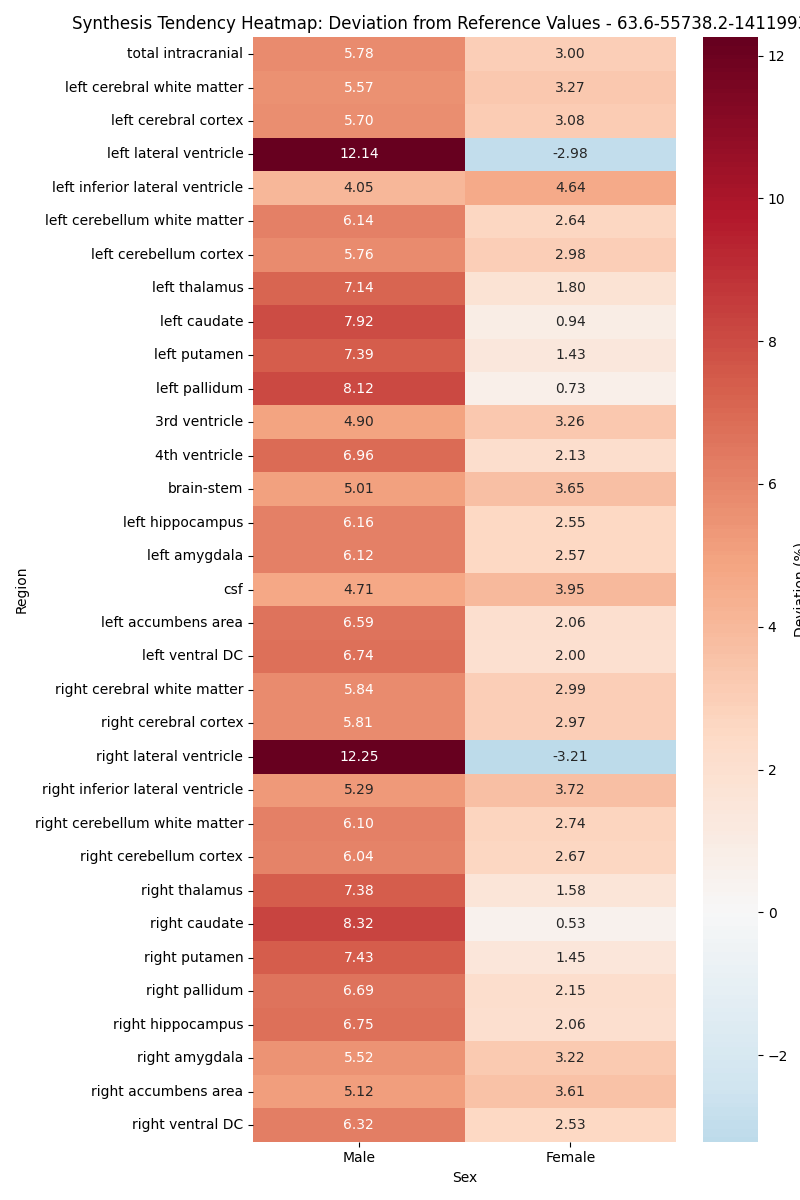 Synthesis Tendency Heatmap: Deviation from Reference Values - 63.6-55738.2-1411993
total intracranial 5.78 3.00
left cerebral white matter 5.57 3.27
left cerebral cortex 5.70 3.08
left lateral ventricle 12.14 -2.98
left inferior lateral ventricle 4.05 4.64
left cerebellum white matter 6.14 2.64
left cerebellum cortex 5.76 2.98
left thalamus 7.14 1.80
left caudate 7.92 0.94
left putamen 7.39 1.43
left pallidum 8.12 0.73
3rd ventricle 4.90 3.26
4th ventricle 6.96 2.13
brain-stem 5.01 3.65
left hippocampus 6.16 2.55
left amygdala 6.12 2.57
csf 4.71 3.95
left accumbens area 6.59 2.06
left ventral DC 6.74 2.00
right cerebral white matter 5.84 2.99
right cerebral cortex 5.81 2.97
right lateral ventricle 12.25 -3.21
right inferior lateral ventricle 5.29 3.72
right cerebellum white matter 6.10 2.74
right cerebellum cortex 6.04 2.67
right thalamus 7.38 1.58
right caudate 8.32 0.53
right putamen 7.43 1.45
right pallidum 6.69 2.15
right hippocampus 6.75 2.06
right amygdala 5.52 3.22
right accumbens area 5.12 3.61
right ventral DC 6.32 2.53
Male Female
Sex
Region
12
10
8
6
4
2
0
−2
Deviation (%)